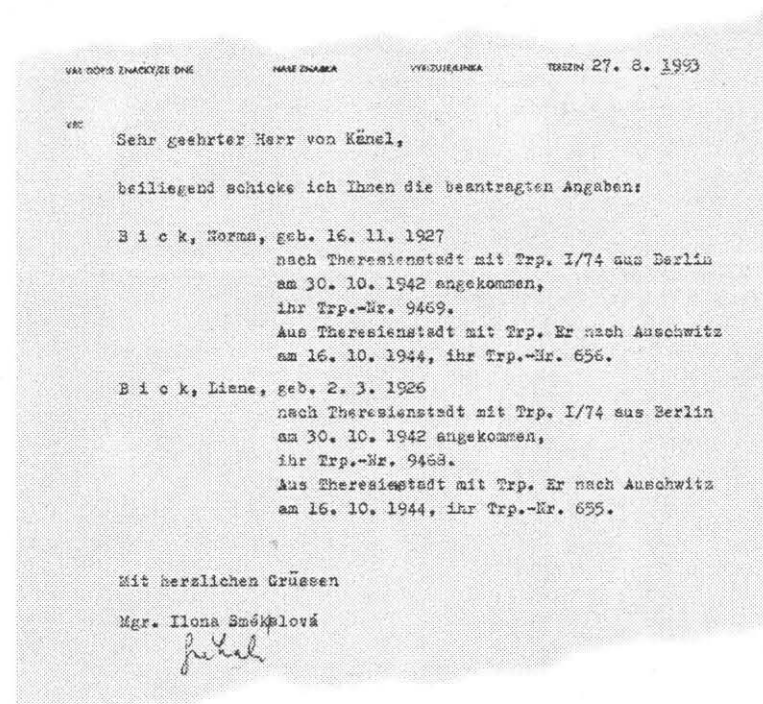 VÁŠ DOPIS ZNAČKY/ZE DNE NAŠE ZNAČKA VYŘIZUJE/LINKA TEREZÍN 27. 8. 1993
VĚC
Sehr geehrter Herr von Känel,
beiliegend schicke ich Ihnen die beantragten Angaben:
B i c k, Norma, geb. 16. 11. 1927
nach Theresienstadt mit Trp. I/74 aus Berlin
am 30. 10. 1942 angekommen,
ihr Trp.-Nr. 9469.
Aus Theresienstadt mit Trp. Er nach Auschwitz
am 16. 10. 1944, ihr Trp.-Nr. 656.
B i c k, Liane, geb. 2. 3. 1926
nach Theresienstadt mit Trp. I/74 aus Berlin
am 30. 10. 1942 angekommen,
ihr Trp.-Nr. 9468.
Aus Theresiestadt mit Trp. Er nach Auschwitz
am 16. 10. 1944, ihr Trp.-Nr. 655.
Mit herzlichen Grüssen
Mgr. Ilona Smékalová